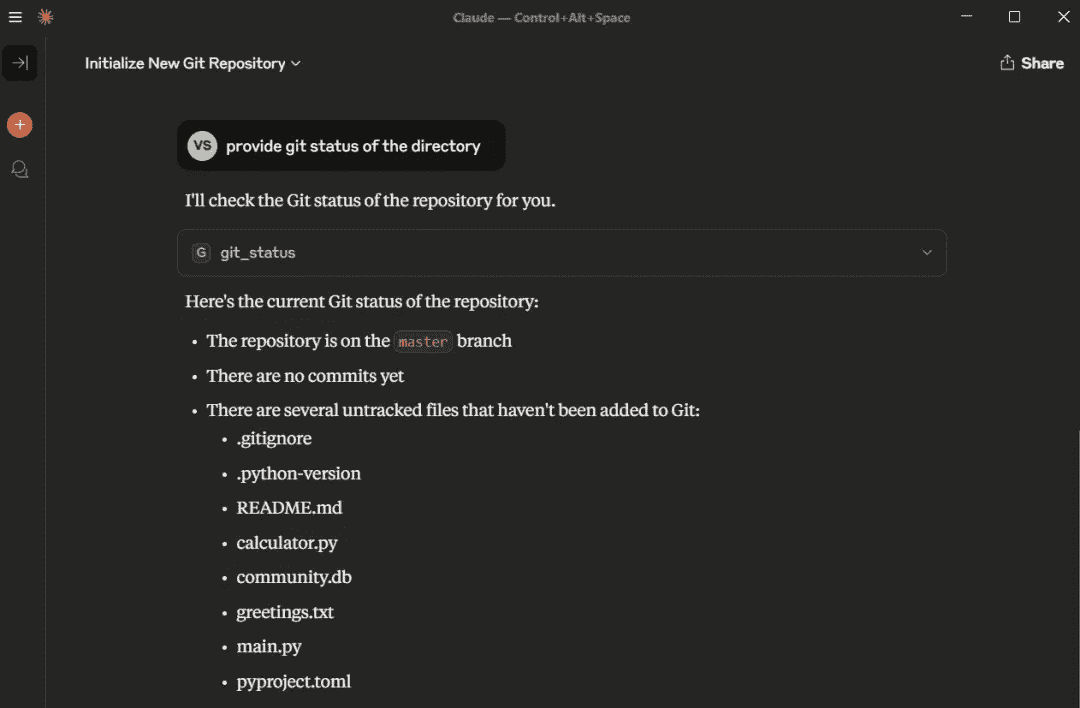 Claude — Control+Alt+Space
Initialize New Git Repository
Share
VS provide git status of the directory
I'll check the Git status of the repository for you.
G git_status
Here's the current Git status of the repository:
• The repository is on the master branch
• There are no commits yet
• There are several untracked files that haven't been added to Git:
• .gitignore
• .python-version
• README.md
• calculator.py
• community.db
• greetings.txt
• main.py
• pyproject.toml